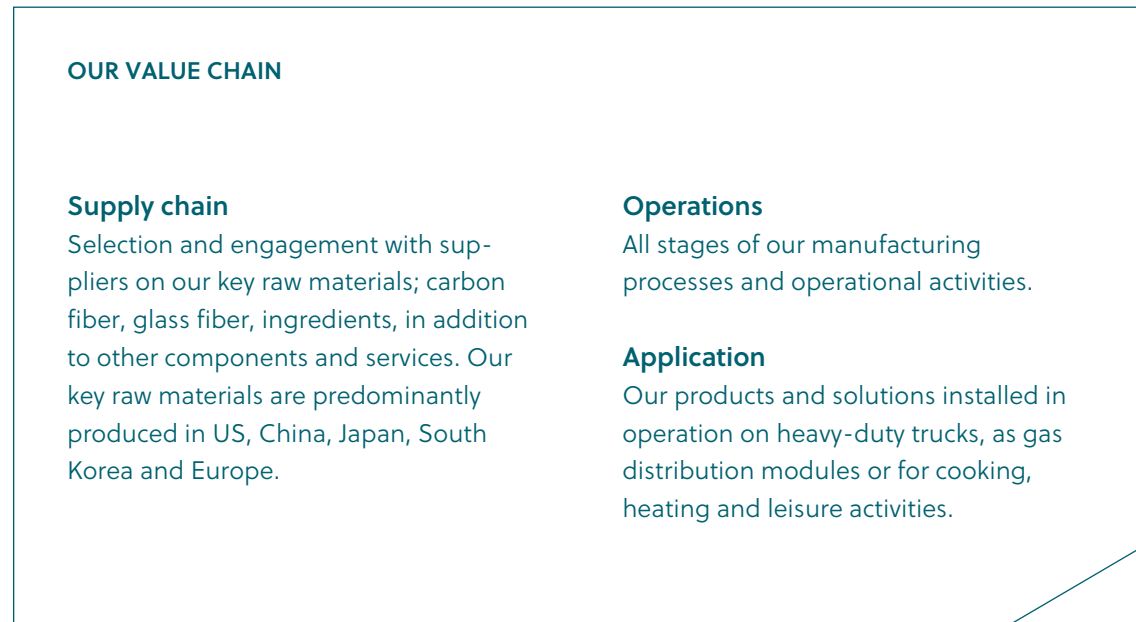 OUR VALUE CHAIN
Supply chain
Selection and engagement with sup-
pliers on our key raw materials; carbon
fiber, glass fiber, ingredients, in addition
to other components and services. Our
key raw materials are predominantly
produced in US, China, Japan, South
Korea and Europe.
Operations
All stages of our manufacturing
processes and operational activities.
Application
Our products and solutions installed in
operation on heavy-duty trucks, as gas
distribution modules or for cooking,
heating and leisure activities.